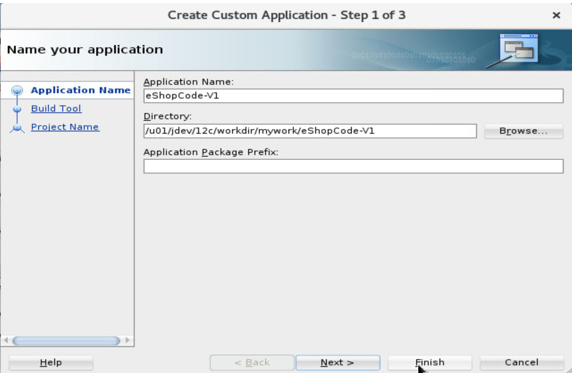 Create Custom Application - Step 1 of 3
Name your application
Application Name
Build Tool
Project Name
Application Name:
eShopCode-V1
Directory:
/u01/jdev/12c/workdir/mywork/eShopCode-V1
Browse...
Application Package Prefix:
Help
< Back
Next >
Finish
Cancel